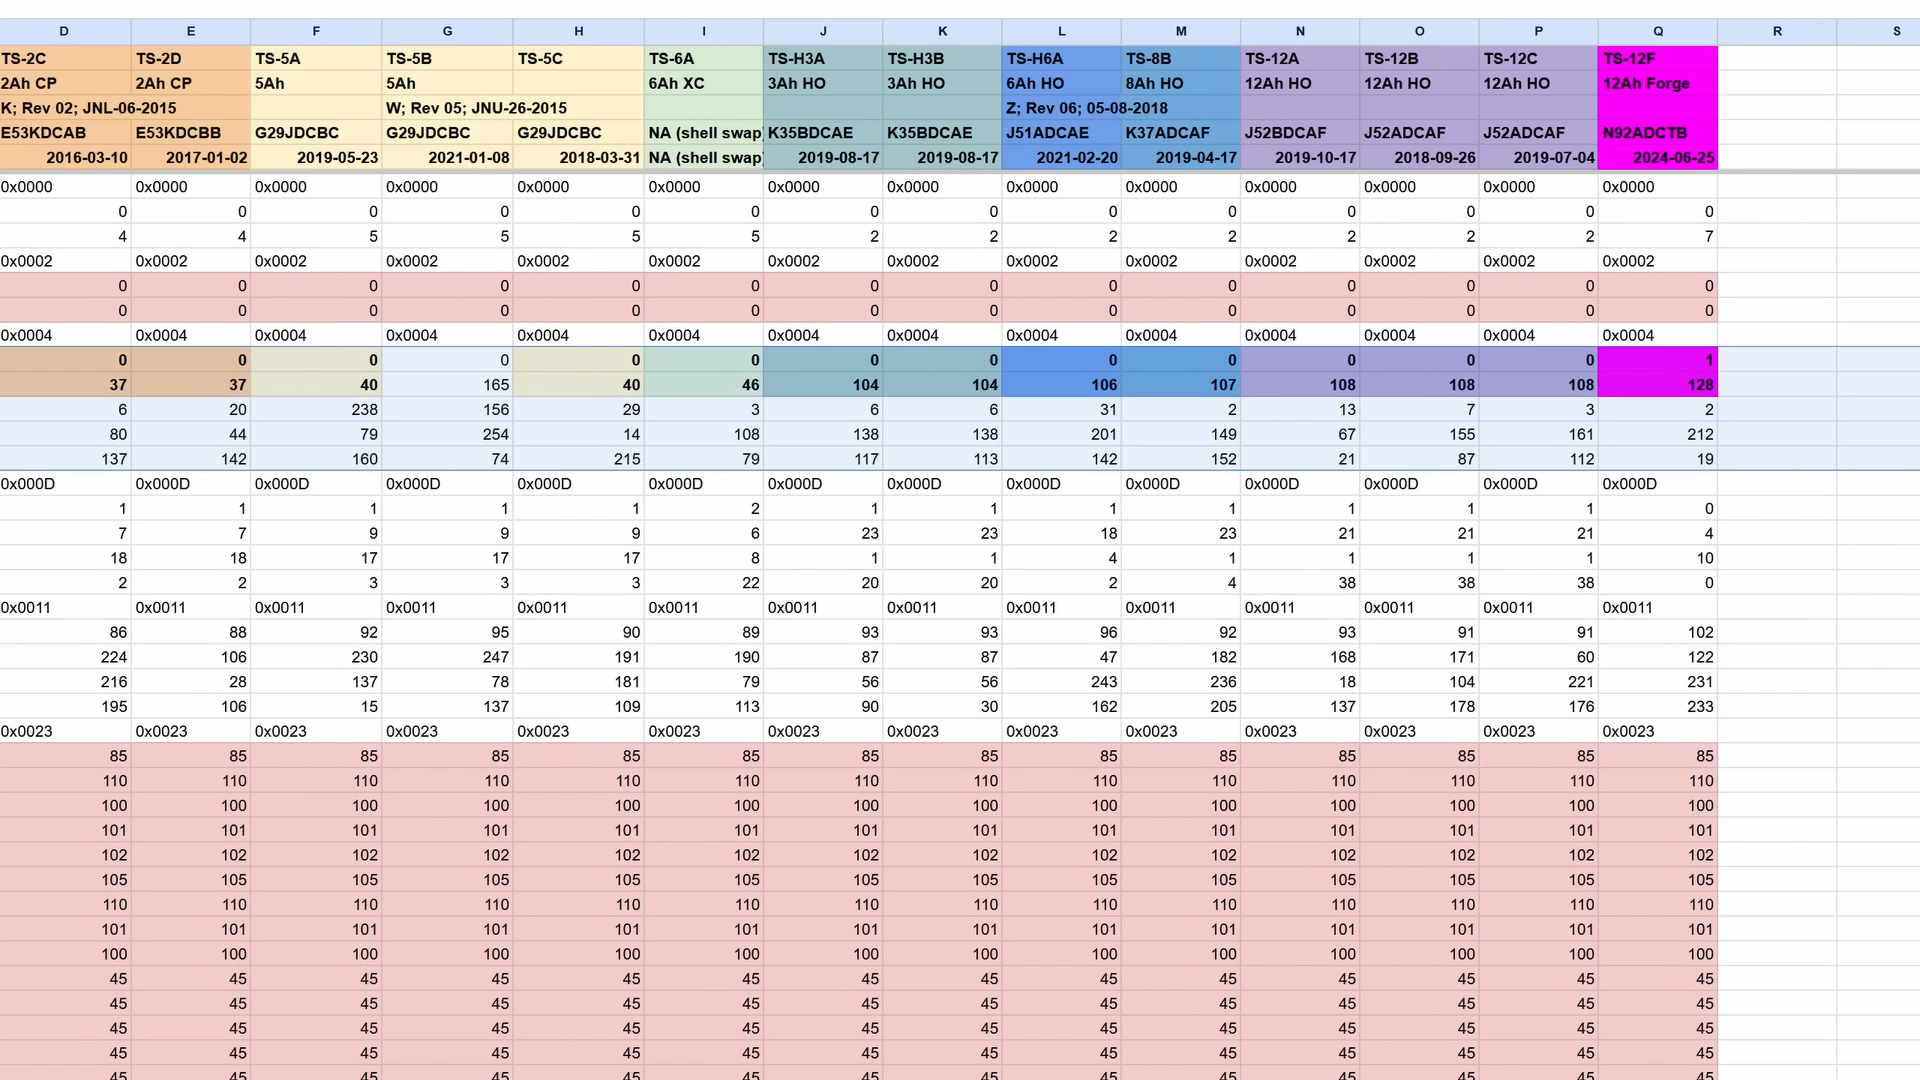 D E F G H I J K L M N O P Q R S
TS-2C TS-2D TS-5A TS-5B TS-5C TS-6A TS-H3A TS-H3B TS-H6A TS-8B TS-12A TS-12B TS-12C TS-12F
2Ah CP 2Ah CP 5Ah 5Ah 6Ah XC 3Ah HO 3Ah HO 6Ah HO 8Ah HO 12Ah HO 12Ah HO 12Ah HO 12Ah Forge
K; Rev 02; JNL-06-2015 W; Rev 05; JNU-26-2015 Z; Rev 06; 05-08-2018
E53KDCAB E53KDCBB G29JDCBC G29JDCBC G29JDCBC NA (shell swap) K35BDCAE K35BDCAE J51ADCAE K37ADCAF J52BDCAF J52ADCAF J52ADCAF N92ADCTB
2016-03-10 2017-01-02 2019-05-23 2021-01-08 2018-03-31 NA (shell swap) 2019-08-17 2019-08-17 2021-02-20 2019-04-17 2019-10-17 2018-09-26 2019-07-04 2024-06-25
0x0000 0x0000 0x0000 0x0000 0x0000 0x0000 0x0000 0x0000 0x0000 0x0000 0x0000 0x0000 0x0000 0x0000
0 0 0 0 0 0 0 0 0 0 0 0 0 0
4 4 5 5 5 5 2 2 2 2 2 2 2 7
0x0002 0x0002 0x0002 0x0002 0x0002 0x0002 0x0002 0x0002 0x0002 0x0002 0x0002 0x0002 0x0002 0x0002
0 0 0 0 0 0 0 0 0 0 0 0 0 0
0 0 0 0 0 0 0 0 0 0 0 0 0 0
0x0004 0x0004 0x0004 0x0004 0x0004 0x0004 0x0004 0x0004 0x0004 0x0004 0x0004 0x0004 0x0004 0x0004
0 0 0 0 0 0 0 0 0 0 0 0 0 1
37 37 40 165 40 46 104 104 106 107 108 108 108 128
6 20 238 156 29 3 6 6 31 2 13 7 3 2
80 44 79 254 14 108 138 138 201 149 67 155 161 212
137 142 160 74 215 79 117 113 142 152 21 87 112 19
0x000D 0x000D 0x000D 0x000D 0x000D 0x000D 0x000D 0x000D 0x000D 0x000D 0x000D 0x000D 0x000D 0x000D
1 1 1 1 1 2 1 1 1 1 1 1 1 0
7 7 9 9 9 6 23 23 18 23 21 21 21 4
18 18 17 17 17 8 1 1 4 1 1 1 1 10
2 2 3 3 3 22 20 20 2 4 38 38 38 0
0x0011 0x0011 0x0011 0x0011 0x0011 0x0011 0x0011 0x0011 0x0011 0x0011 0x0011 0x0011 0x0011 0x0011
86 88 92 95 90 89 93 93 96 92 93 91 91 102
224 106 230 247 191 190 87 87 47 182 168 171 60 122
216 28 137 78 181 79 56 56 243 236 18 104 221 231
195 106 15 137 109 113 90 30 162 205 137 178 176 233
0x0023 0x0023 0x0023 0x0023 0x0023 0x0023 0x0023 0x0023 0x0023 0x0023 0x0023 0x0023 0x0023 0x0023
85 85 85 85 85 85 85 85 85 85 85 85 85 85
110 110 110 110 110 110 110 110 110 110 110 110 110 110
100 100 100 100 100 100 100 100 100 100 100 100 100 100
101 101 101 101 101 101 101 101 101 101 101 101 101 101
102 102 102 102 102 102 102 102 102 102 102 102 102 102
105 105 105 105 105 105 105 105 105 105 105 105 105 105
110 110 110 110 110 110 110 110 110 110 110 110 110 110
101 101 101 101 101 101 101 101 101 101 101 101 101 101
100 100 100 100 100 100 100 100 100 100 100 100 100 100
45 45 45 45 45 45 45 45 45 45 45 45 45 45
45 45 45 45 45 45 45 45 45 45 45 45 45 45
45 45 45 45 45 45 45 45 45 45 45 45 45 45
45 45 45 45 45 45 45 45 45 45 45 45 45 45
45 45 45 45 45 45 45 45 45 45 45 45 45 45